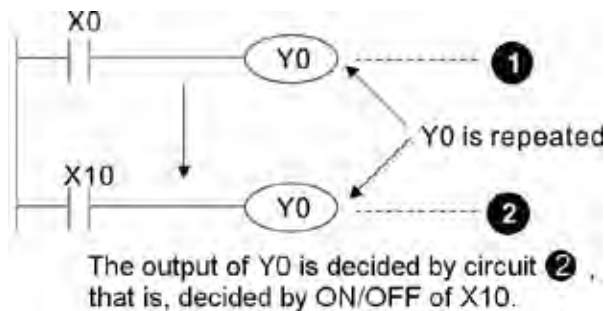 X0
Y0
1
Y0 is repeated
X10
Y0
2
The output of Y0 is decided by circuit 2 ,
that is, decided by ON/OFF of X10.